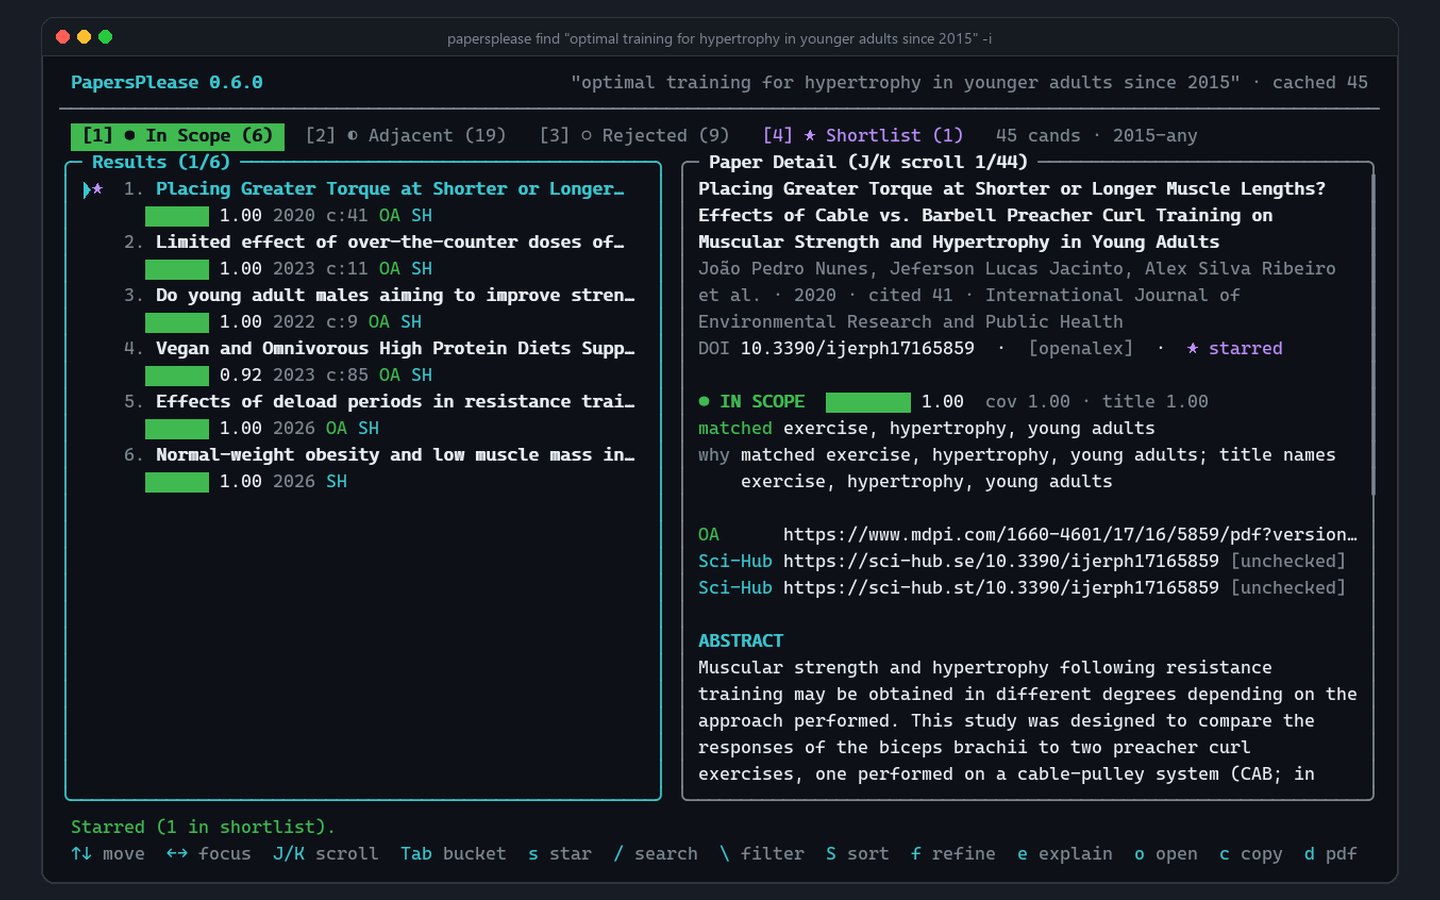 papersplease find "optimal training for hypertrophy in younger adults since 2015" -i
PapersPlease 0.6.0
"optimal training for hypertrophy in younger adults since 2015" · cached 45
[1] ● In Scope (6)
[2] ◐ Adjacent (19)
[3] ○ Rejected (9)
[4] ★ Shortlist (1)
45 cands · 2015-any
Results (1/6)
★ 1. Placing Greater Torque at Shorter or Longer…
1.00 2020 c:41 OA SH
2. Limited effect of over-the-counter doses of…
1.00 2023 c:11 OA SH
3. Do young adult males aiming to improve stren…
1.00 2022 c:9 OA SH
4. Vegan and Omnivorous High Protein Diets Supp…
0.92 2023 c:85 OA SH
5. Effects of deload periods in resistance trai…
1.00 2026 OA SH
6. Normal-weight obesity and low muscle mass in…
1.00 2026 SH
Paper Detail (J/K scroll 1/44)
Placing Greater Torque at Shorter or Longer Muscle Lengths?
Effects of Cable vs. Barbell Preacher Curl Training on
Muscular Strength and Hypertrophy in Young Adults
João Pedro Nunes, Jeferson Lucas Jacinto, Alex Silva Ribeiro
et al. · 2020 · cited 41 · International Journal of
Environmental Research and Public Health
DOI 10.3390/ijerph17165859 · [openalex] · ★ starred
● IN SCOPE 1.00 cov 1.00 · title 1.00
matched exercise, hypertrophy, young adults
why matched exercise, hypertrophy, young adults; title names
exercise, hypertrophy, young adults
OA https://www.mdpi.com/1660-4601/17/16/5859/pdf?version…
Sci-Hub https://sci-hub.se/10.3390/ijerph17165859 [unchecked]
Sci-Hub https://sci-hub.st/10.3390/ijerph17165859 [unchecked]
ABSTRACT
Muscular strength and hypertrophy following resistance
training may be obtained in different degrees depending on the
approach performed. This study was designed to compare the
responses of the biceps brachii to two preacher curl
exercises, one performed on a cable-pulley system (CAB; in
Starred (1 in shortlist).
↑↓ move ←→ focus J/K scroll Tab bucket s star / search \ filter S sort f refine e explain o open c copy d pdf